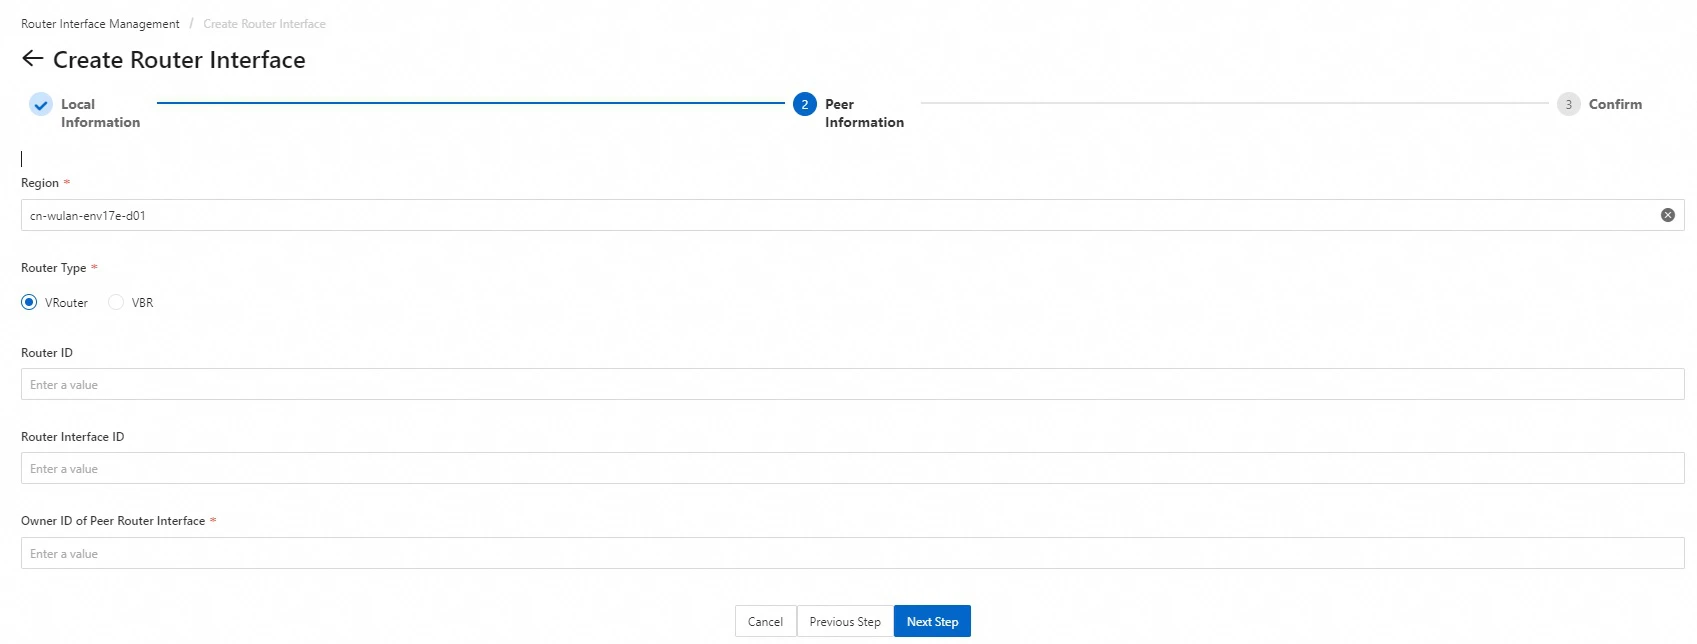 Router Interface Management / Create Router Interface
Create Router Interface
Local Information
2 Peer Information
3 Confirm
Region *
cn-wulan-env17e-d01
Router Type *
VRouter VBR
Router ID
Enter a value
Router Interface ID
Enter a value
Owner ID of Peer Router Interface *
Enter a value
Cancel Previous Step Next Step